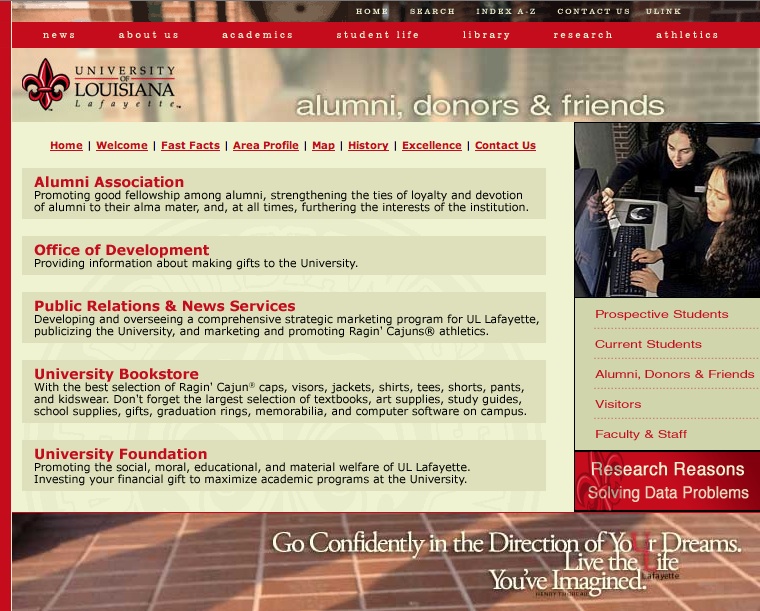 HOME SEARCH INDEX A-Z CONTACT US ULINK
news about us academics student life library research athletics
UNIVERSITY
OF
LOUISIANA
Lafayette™
alumni, donors & friends
Home | Welcome | Fast Facts | Area Profile | Map | History | Excellence | Contact Us
Alumni Association
Promoting good fellowship among alumni, strengthening the ties of loyalty and devotion
of alumni to their alma mater, and, at all times, furthering the interests of the institution.
Office of Development
Providing information about making gifts to the University.
Public Relations & News Services
Developing and overseeing a comprehensive strategic marketing program for UL Lafayette,
publicizing the University, and marketing and promoting Ragin' Cajuns® athletics.
University Bookstore
With the best selection of Ragin' Cajun® caps, visors, jackets, shirts, tees, shorts, pants,
and kidswear. Don't forget the largest selection of textbooks, art supplies, study guides,
school supplies, gifts, graduation rings, memorabilia, and computer software on campus.
University Foundation
Promoting the social, moral, educational, and material welfare of UL Lafayette.
Investing your financial gift to maximize academic programs at the University.
Prospective Students
Current Students
Alumni, Donors & Friends
Visitors
Faculty & Staff
Research Reasons
Solving Data Problems
Go Confidently in the Direction of YoUr Dreams.
Live the Life
Lafayette
You've Imagined.
HENRY THOREAU